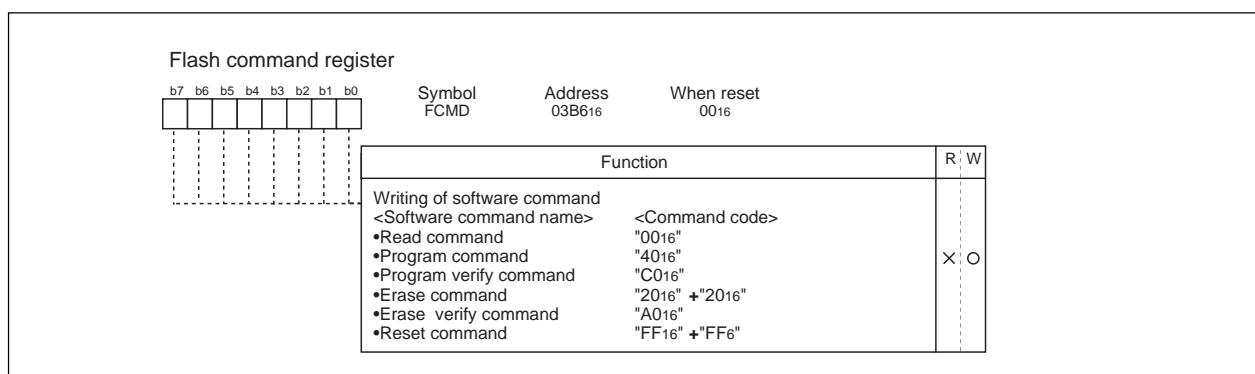 Flash command register
b7 b6 b5 b4 b3 b2 b1 b0
Symbol Address When reset
FCMD 03B616 0016
Function R W
Writing of software command
<Software command name> <Command code>
•Read command "0016"
•Program command "4016"
•Program verify command "C016"
•Erase command "2016" +"2016"
•Erase verify command "A016"
•Reset command "FF16" +"FF6"
× ○